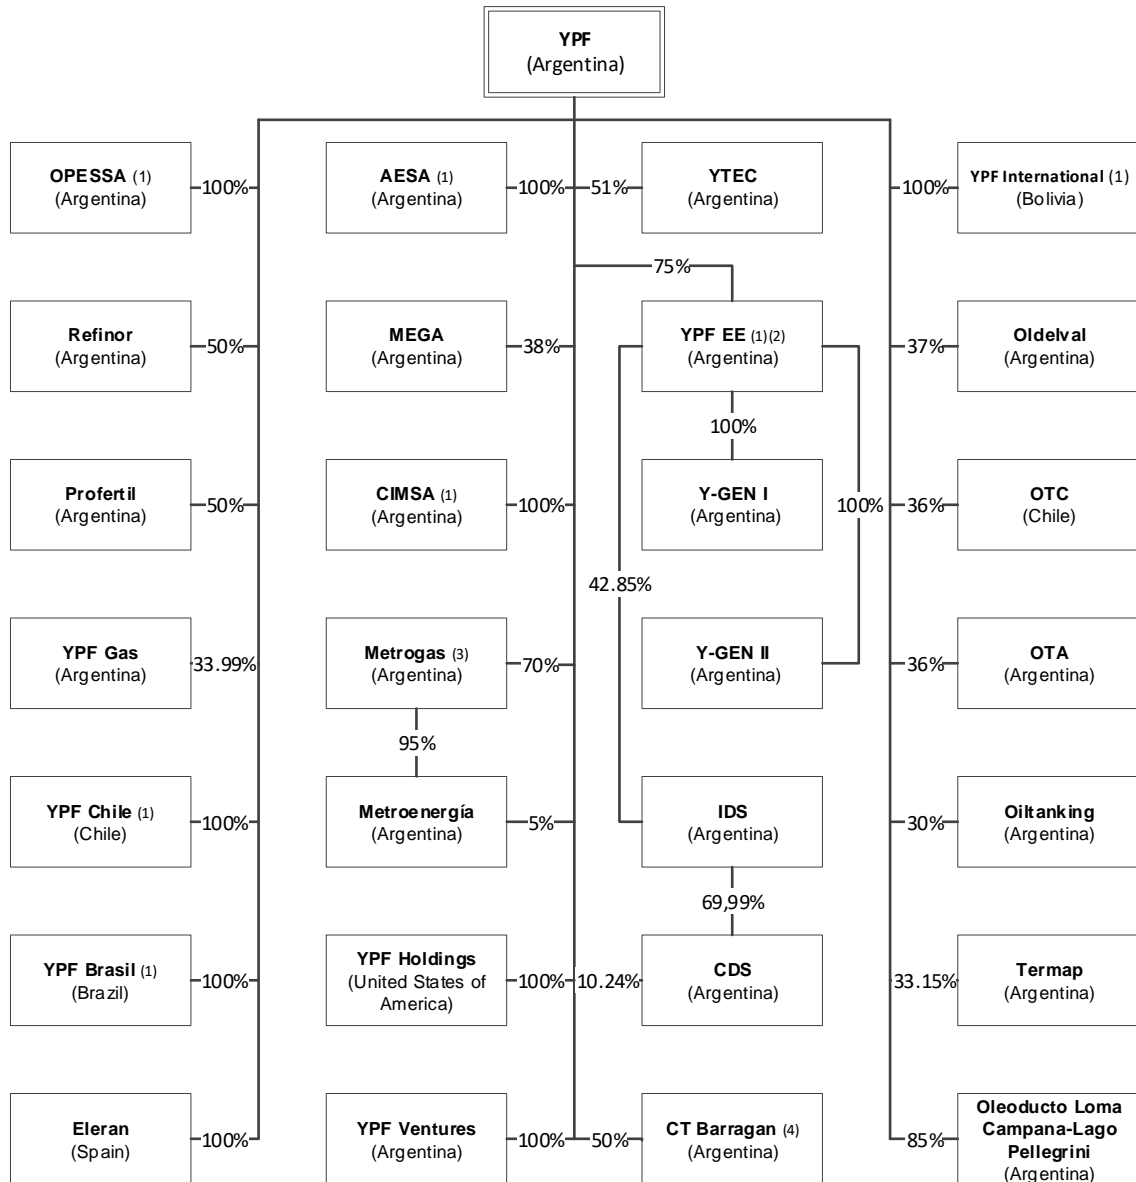 YPF
(Argentina)
OPESSA (1)
(Argentina)
100%
AESA (1)
(Argentina)
100%
51%
YTEC
(Argentina)
100%
YPF International (1)
(Bolivia)
75%
Refinor
(Argentina)
50%
MEGA
(Argentina)
38%
YPF EE (1)(2)
(Argentina)
37%
Oldelval
(Argentina)
100%
Profertil
(Argentina)
50%
CIMSA (1)
(Argentina)
100%
Y-GEN I
(Argentina)
100%
36%
OTC
(Chile)
42.85%
YPF Gas
(Argentina)
33.99%
Metrogas (3)
(Argentina)
70%
Y-GEN II
(Argentina)
36%
OTA
(Argentina)
95%
YPF Chile (1)
(Chile)
100%
Metroenergía
(Argentina)
5%
IDS
(Argentina)
30%
Oiltanking
(Argentina)
69,99%
YPF Brasil (1)
(Brazil)
100%
YPF Holdings
(United States of
America)
100%
10.24%
CDS
(Argentina)
33.15%
Termap
(Argentina)
Eleran
(Spain)
100%
YPF Ventures
(Argentina)
100%
50%
CT Barragan (4)
(Argentina)
85%
Oleoducto Loma
Campana-Lago
Pellegrini
(Argentina)